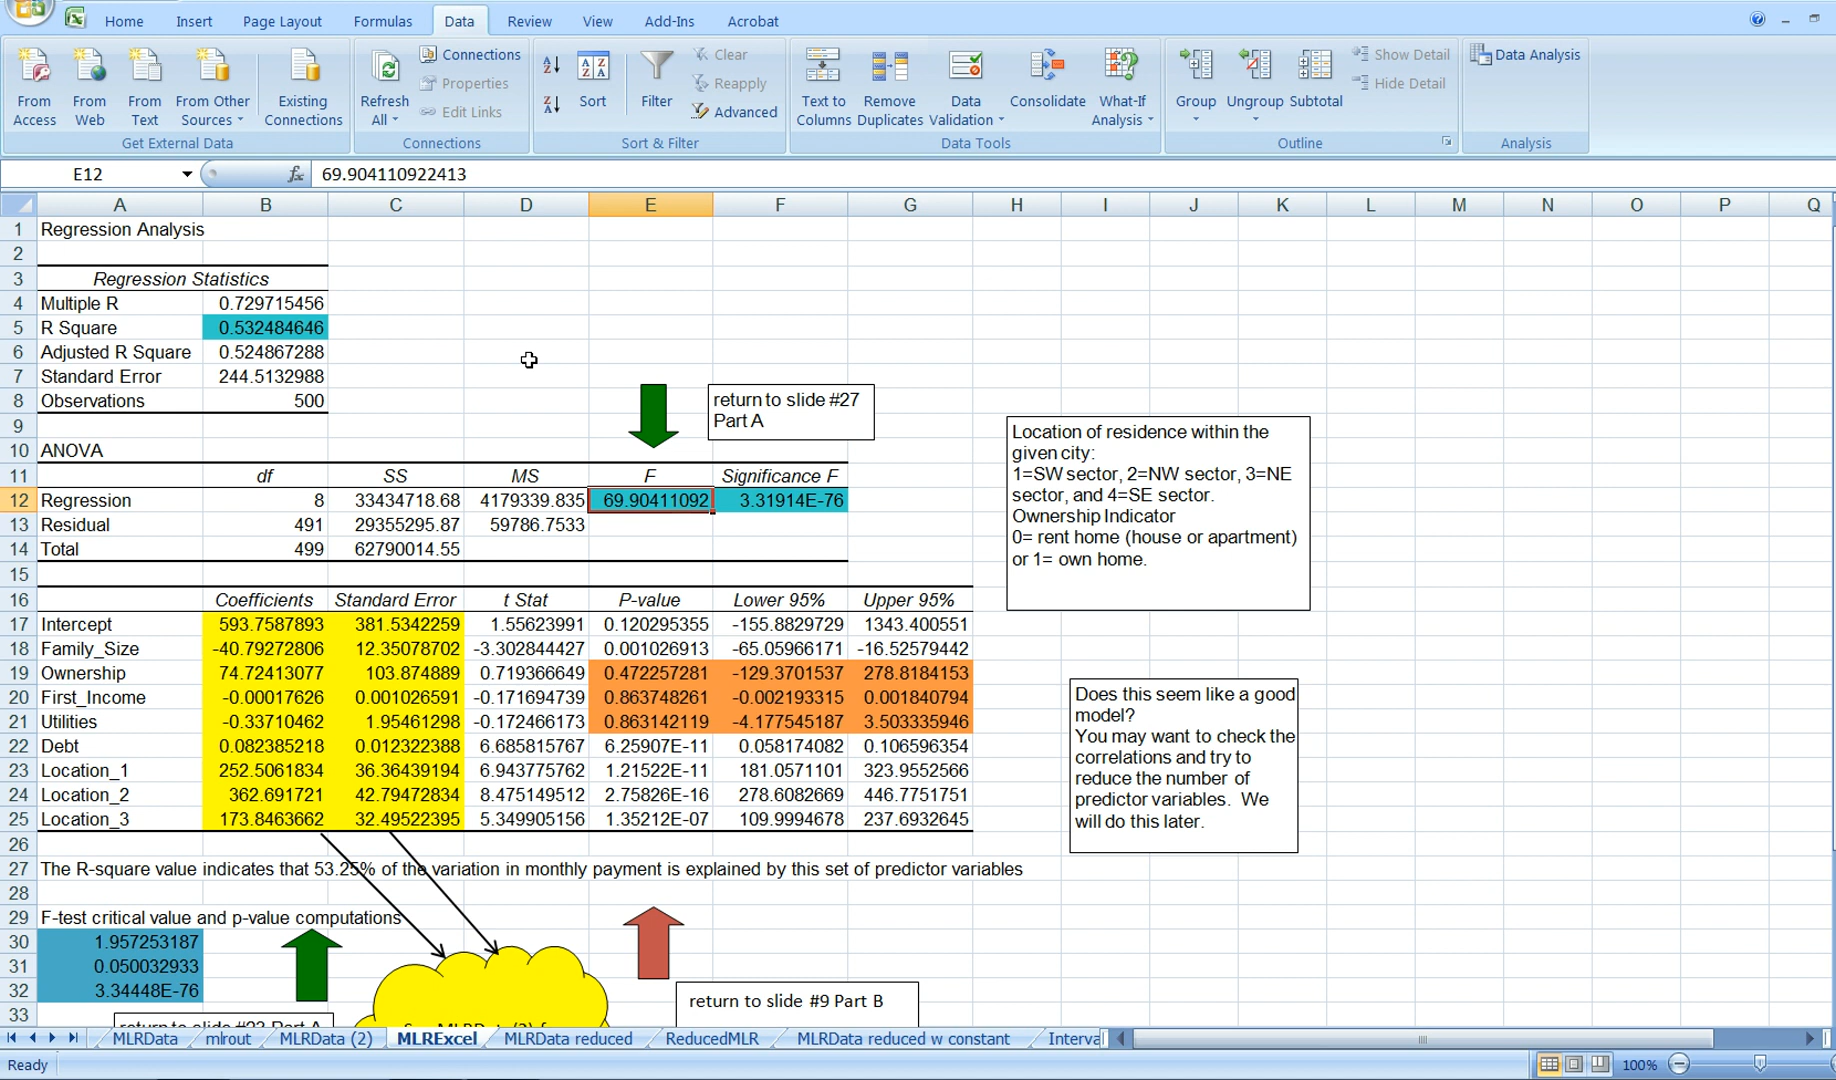 Home Insert Page Layout Formulas Data Review View Add-Ins Acrobat
From Access
From Web
From Text
From Other Sources
Existing Connections
Get External Data
Refresh All
Connections
Properties
Edit Links
Connections
Sort
Filter
Clear
Reapply
Advanced
Sort & Filter
Text to Columns
Remove Duplicates
Data Validation
Consolidate
What-If Analysis
Data Tools
Group
Ungroup
Subtotal
Show Detail
Hide Detail
Outline
Data Analysis
Analysis
E12 fx 69.904110922413
A B C D E F G H I J K L M N O P Q
1 Regression Analysis
2
3 Regression Statistics
4 Multiple R 0.729715456
5 R Square 0.532484646
6 Adjusted R Square 0.524867288
7 Standard Error 244.5132988
8 Observations 500
return to slide #27
Part A
9
10 ANOVA
11 df SS MS F Significance F
12 Regression 8 33434718.68 4179339.835 69.90411092 3.31914E-76
13 Residual 491 29355295.87 59786.7533
14 Total 499 62790014.55
15
Location of residence within the
given city:
1=SW sector, 2=NW sector, 3=NE
sector, and 4=SE sector.
Ownership Indicator
0= rent home (house or apartment)
or 1= own home.
16 Coefficients Standard Error t Stat P-value Lower 95% Upper 95%
17 Intercept 593.7587893 381.5342259 1.55623991 0.120295355 -155.8829729 1343.400551
18 Family_Size -40.79272806 12.35078702 -3.302844427 0.001026913 -65.05966171 -16.52579442
19 Ownership 74.72413077 103.874889 0.719366649 0.472257281 -129.3701537 278.8184153
20 First_Income -0.00017626 0.001026591 -0.171694739 0.863748261 -0.002193315 0.001840794
21 Utilities -0.33710462 1.95461298 -0.172466173 0.863142119 -4.177545187 3.503335946
22 Debt 0.082385218 0.012322388 6.685815767 6.25907E-11 0.058174082 0.106596354
23 Location_1 252.5061834 36.36439194 6.943775762 1.21522E-11 181.0571101 323.9552566
24 Location_2 362.691721 42.79472834 8.475149512 2.75826E-16 278.6082669 446.7751751
25 Location_3 173.8463662 32.49522395 5.349905156 1.35212E-07 109.9994678 237.6932645
Does this seem like a good
model?
You may want to check the
correlations and try to
reduce the number of
predictor variables. We
will do this later.
26
27 The R-square value indicates that 53.25% of the variation in monthly payment is explained by this set of predictor variables
28
29 F-test critical value and p-value computations
30 1.957253187
31 0.050032933
32 3.34448E-76
33
return to slide #9 Part B
MLRData mlrout MLRData (2) MLRExcel MLRData reduced ReducedMLR MLRData reduced w constant Interval
Ready 100%